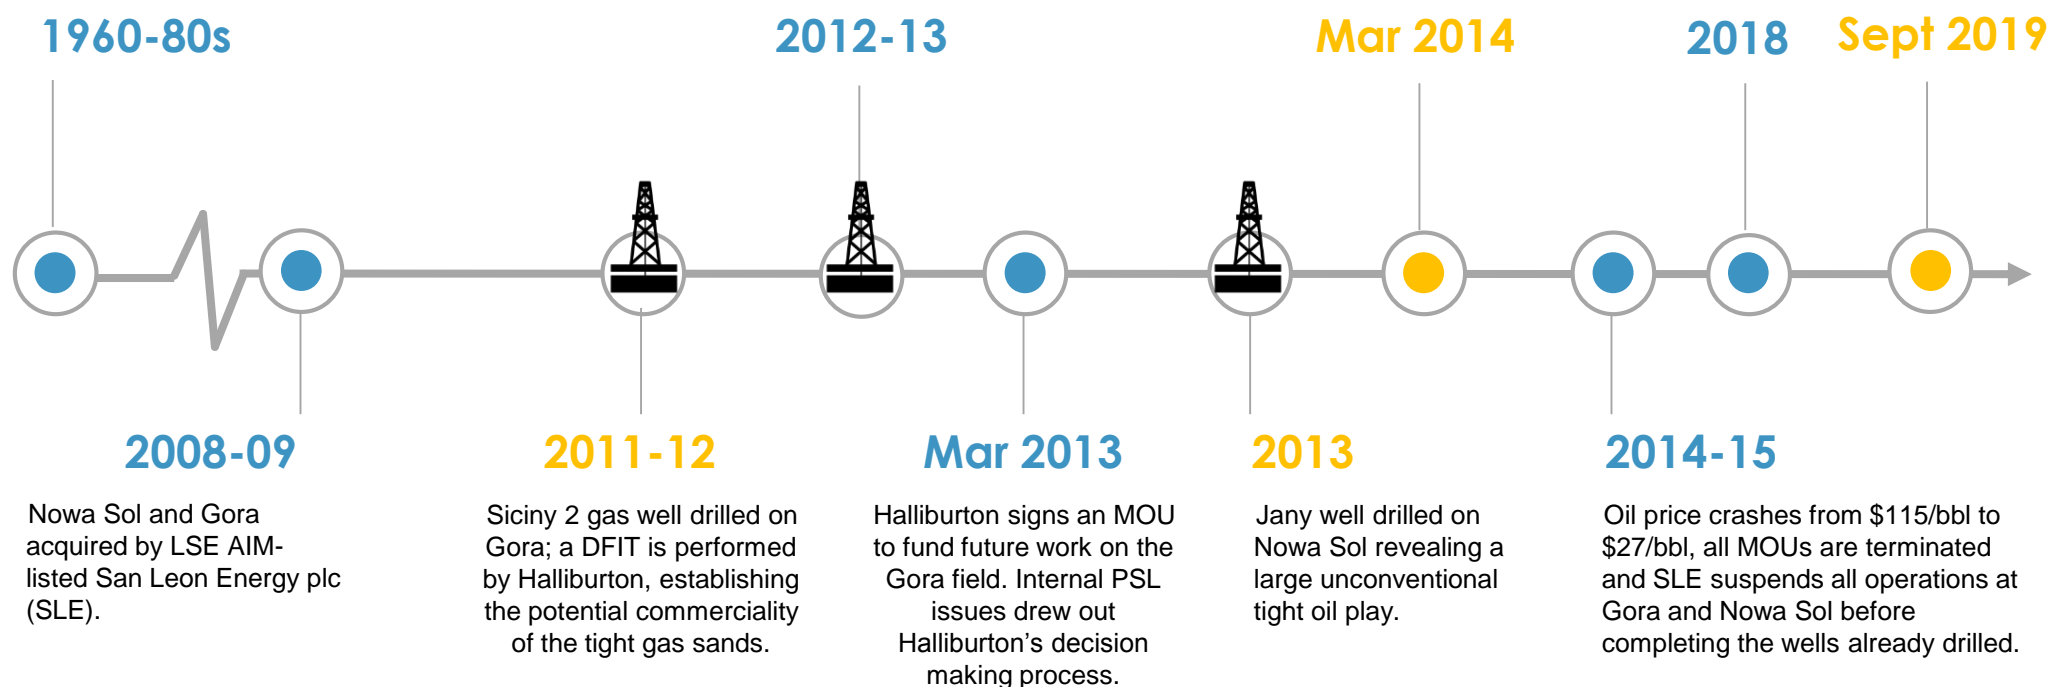 1960-80s
2012-13
Mar 2014
2018
Sept 2019
2008-09
Nowa Sol and Gora
acquired by LSE AIM-
listed San Leon Energy plc
(SLE).
2011-12
Siciny 2 gas well drilled on
Gora; a DFIT is performed
by Halliburton, establishing
the potential commerciality
of the tight gas sands.
Mar 2013
Halliburton signs an MOU
to fund future work on the
Gora field. Internal PSL
issues drew out
Halliburton’s decision
making process.
2013
Jany well drilled on
Nowa Sol revealing a
large unconventional
tight oil play.
2014-15
Oil price crashes from $115/bbl to
$27/bbl, all MOUs are terminated
and SLE suspends all operations at
Gora and Nowa Sol before
completing the wells already drilled.